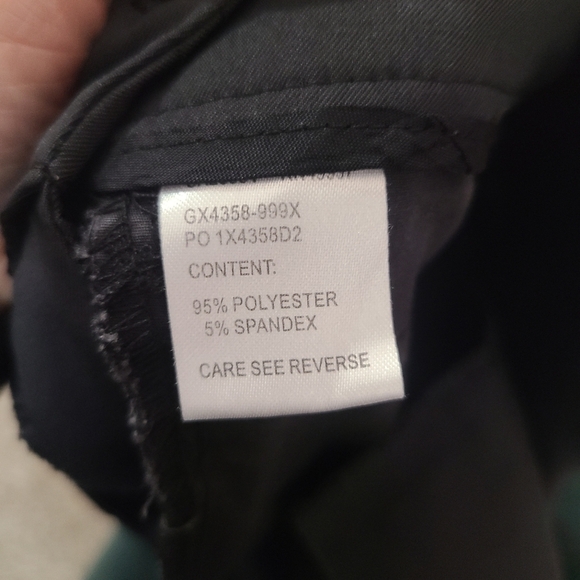 GX4358-999X
PO 1X4358D2
CONTENT:
95% POLYESTER
5% SPANDEX
CARE SEE REVERSE